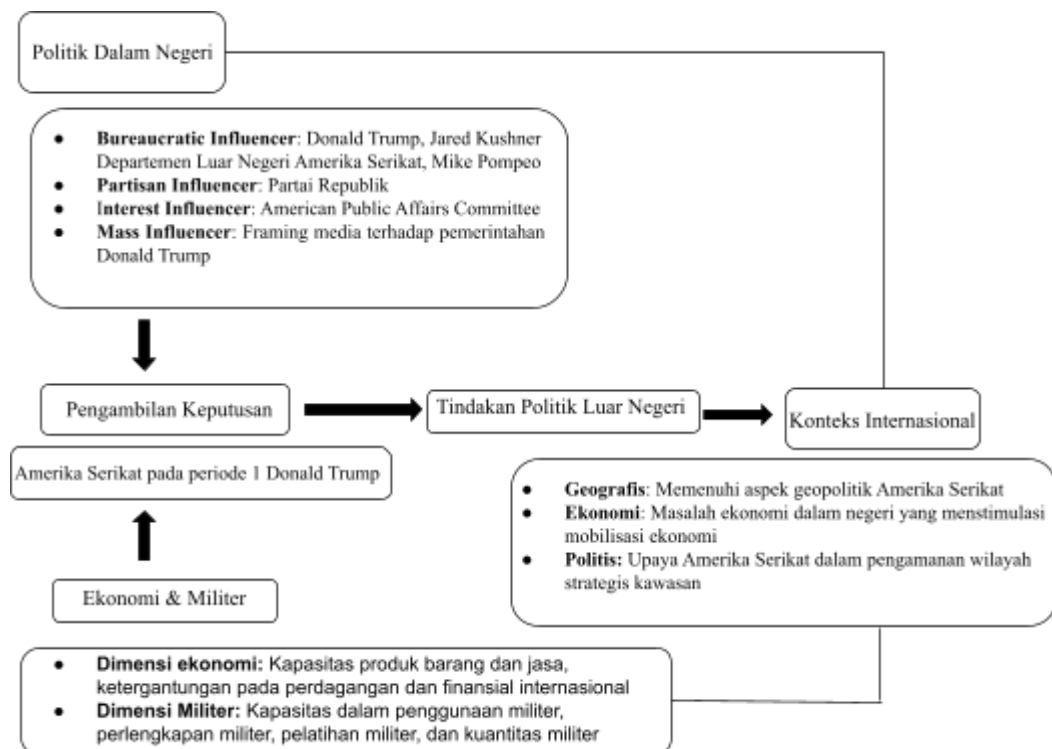 Politik Dalam Negeri
● Bureaucratic Influencer: Donald Trump, Jared Kushner
Departemen Luar Negeri Amerika Serikat, Mike Pompeo
● Partisan Influencer: Partai Republik
● Interest Influencer: American Public Affairs Committee
● Mass Influencer: Framing media terhadap pemerintahan
Donald Trump
Pengambilan Keputusan
Tindakan Politik Luar Negeri
Konteks Internasional
Amerika Serikat pada periode 1 Donald Trump
● Geografis: Memenuhi aspek geopolitik Amerika Serikat
● Ekonomi: Masalah ekonomi dalam negeri yang menstimulasi
mobilisasi ekonomi
● Politis: Upaya Amerika Serikat dalam pengamanan wilayah
strategis kawasan
Ekonomi & Militer
● Dimensi ekonomi: Kapasitas produk barang dan jasa,
ketergantungan pada perdagangan dan finansial internasional
● Dimensi Militer: Kapasitas dalam penggunaan militer,
perlengkapan militer, pelatihan militer, dan kuantitas militer